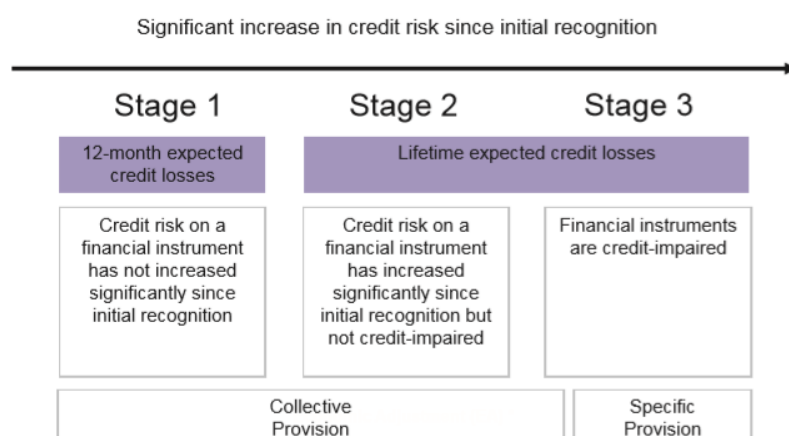 Significant increase in credit risk since initial recognition
Stage 1
Stage 2
Stage 3
12-month expected
credit losses
Lifetime expected credit losses
Credit risk on a
financial instrument
has not increased
significantly since
initial recognition
Credit risk on a
financial instrument
has increased
significantly since
initial recognition but
not credit-impaired
Financial instruments
are credit-impaired
Collective
Provision
Specific
Provision